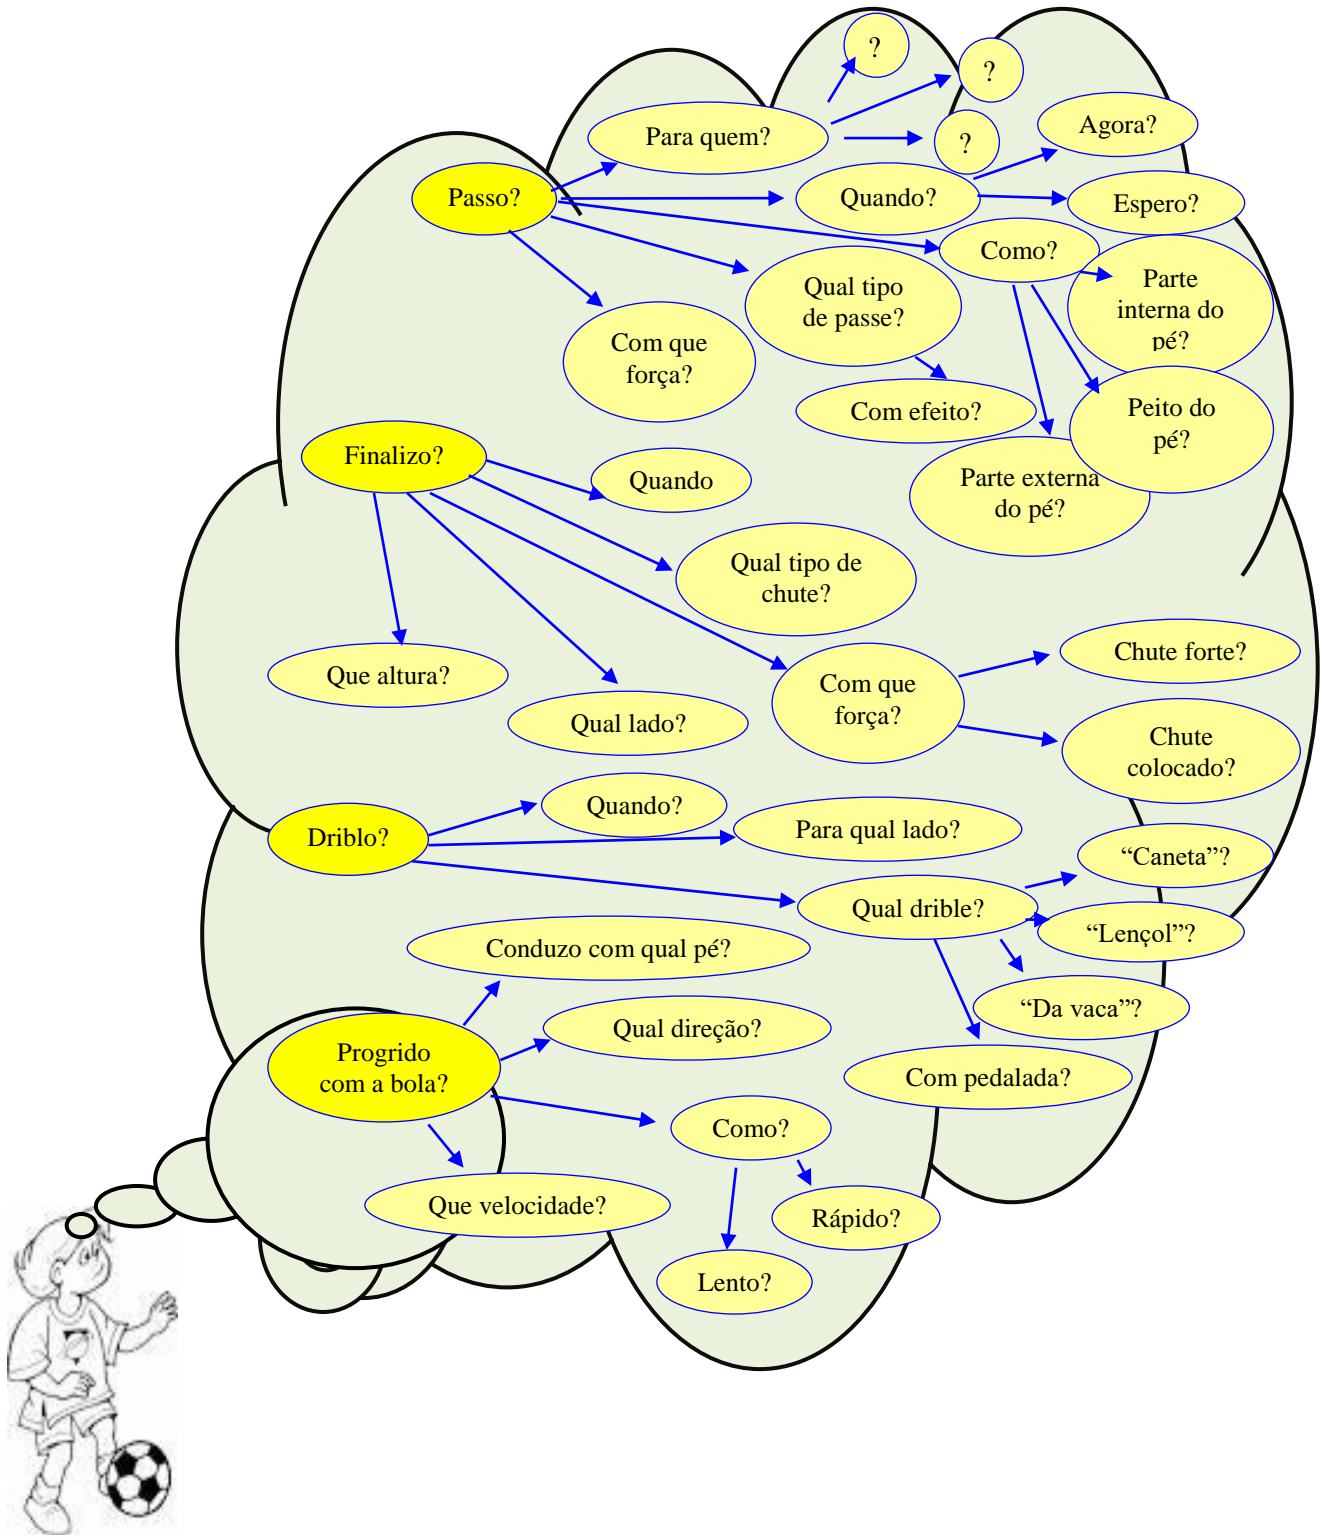 ?
?
?
Para quem?
Agora?
Passo?
Quando?
Espero?
Como?
Qual tipo
de passe?
Parte
interna do
pé?
Com que
força?
Com efeito?
Peito do
pé?
Parte externa
do pé?
Finalizo?
Quando
Qual tipo de
chute?
Que altura?
Qual lado?
Com que
força?
Chute forte?
Chute
colocado?
Driblo?
Quando?
Para qual lado?
Qual drible?
“Caneta”?
“Lençol”?
“Da vaca”?
Com pedalada?
Progrido
com a bola?
Conduzo com qual pé?
Qual direção?
Como?
Que velocidade?
Rápido?
Lento?